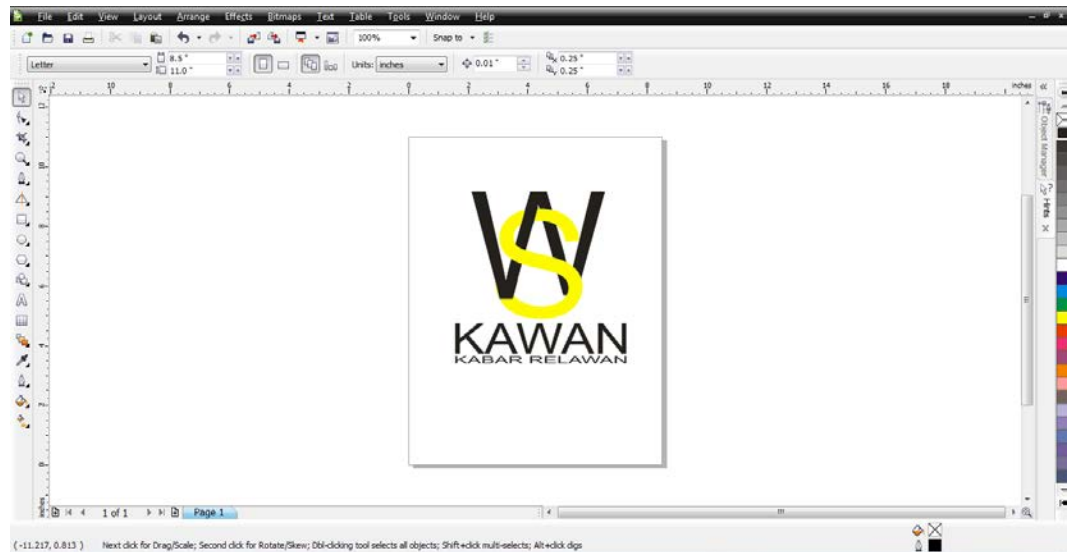 File Edit View Layout Arrange Effects Bitmaps Text Table Tools Window Help
100% Snap to
Letter 8.5 " 11.0 " Units: inches 0.01 " 0.25 " 0.25 "
inches
Object Manager
Hints
WS
KAWAN
KABAR RELAWAN
inches
1 of 1 Page 1
( -11.217, 0.813 ) Next click for Drag/Scale; Second click for Rotate/Skew; Dbl-clicking tool selects all objects; Shift+click multi-selects; Alt+click digs